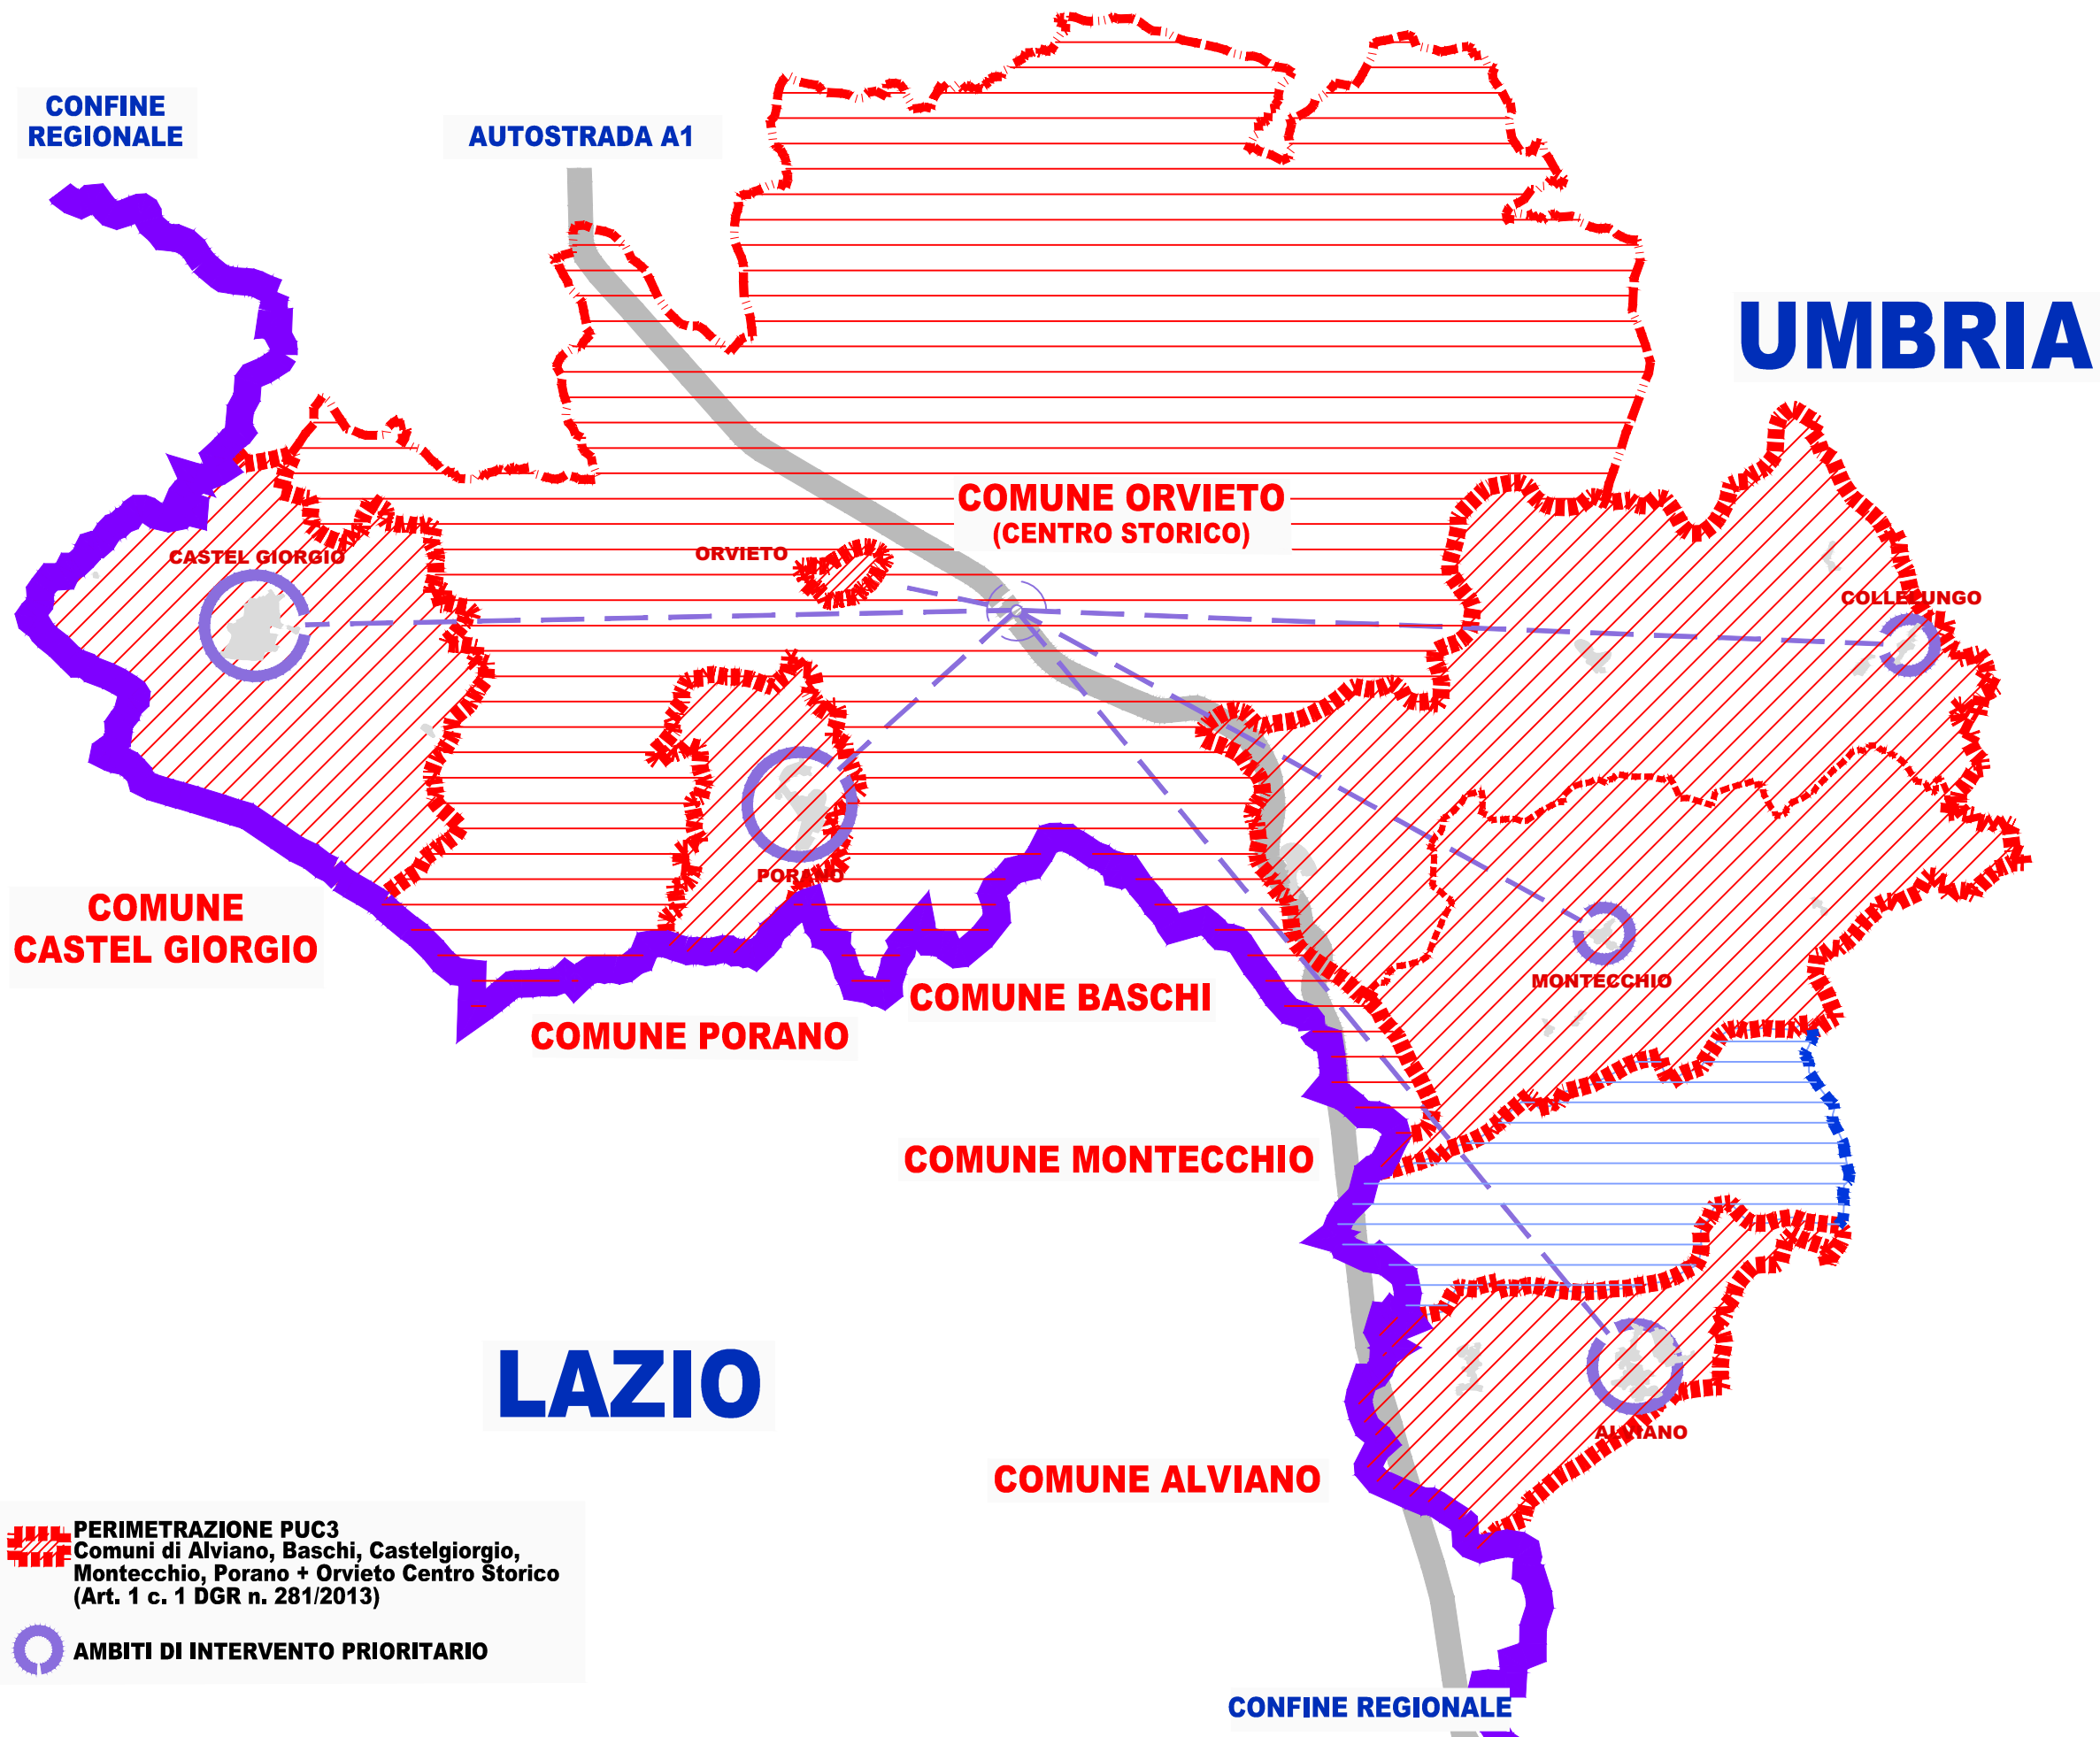 CONFINE
REGIONALE
AUTOSTRADA A1
UMBRIA
COMUNE ORVIETO
(CENTRO STORICO)
ORVIETO
CASTEL GIORGIO
COLLELUNGO
PORANO
COMUNE
CASTEL GIORGIO
MONTECCHIO
COMUNE BASCHI
COMUNE PORANO
COMUNE MONTECCHIO
LAZIO
ALVIANO
COMUNE ALVIANO
PERIMETRAZIONE PUC3
Comuni di Alviano, Baschi, Castelgiorgio,
Montecchio, Porano + Orvieto Centro Storico
(Art. 1 c. 1 DGR n. 281/2013)
AMBITI DI INTERVENTO PRIORITARIO
CONFINE REGIONALE